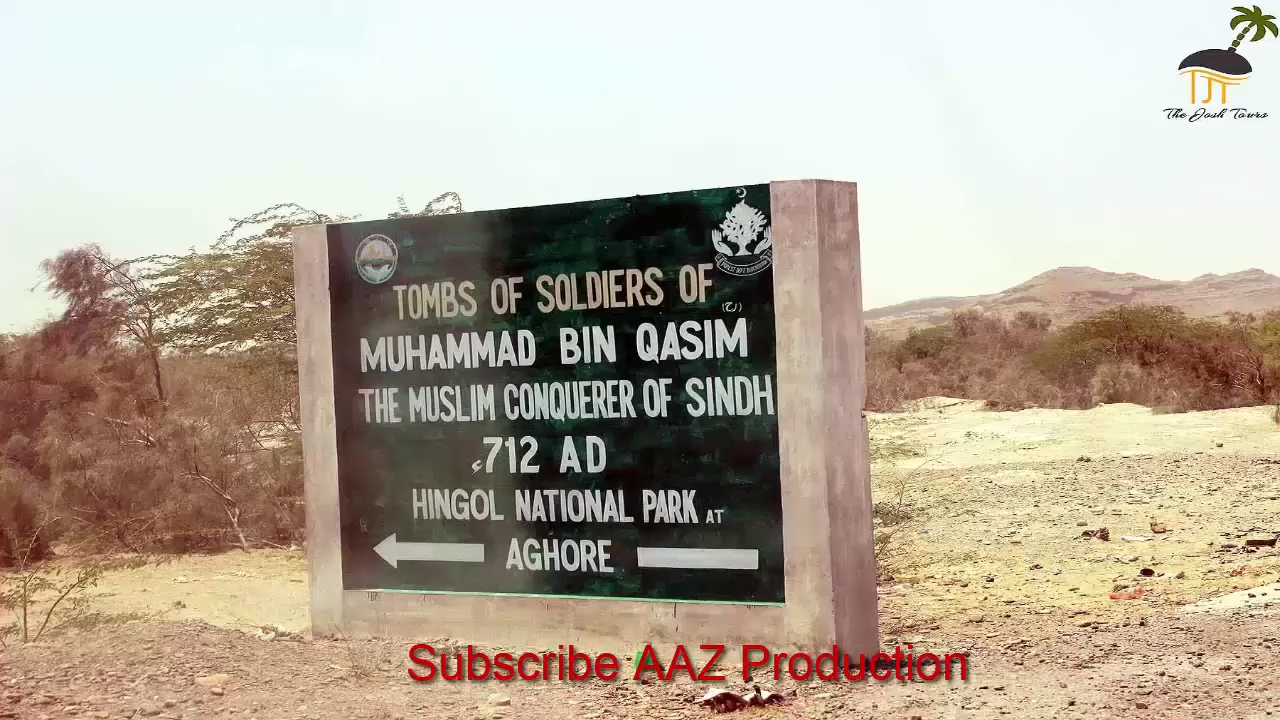 The Josh Tours
TOMBS OF SOLDIERS OF
MUHAMMAD BIN QASIM
THE MUSLIM CONQUERER OF SINDH
712 AD
HINGOL NATIONAL PARK AT
AGHORE
Subscribe AAZ Production